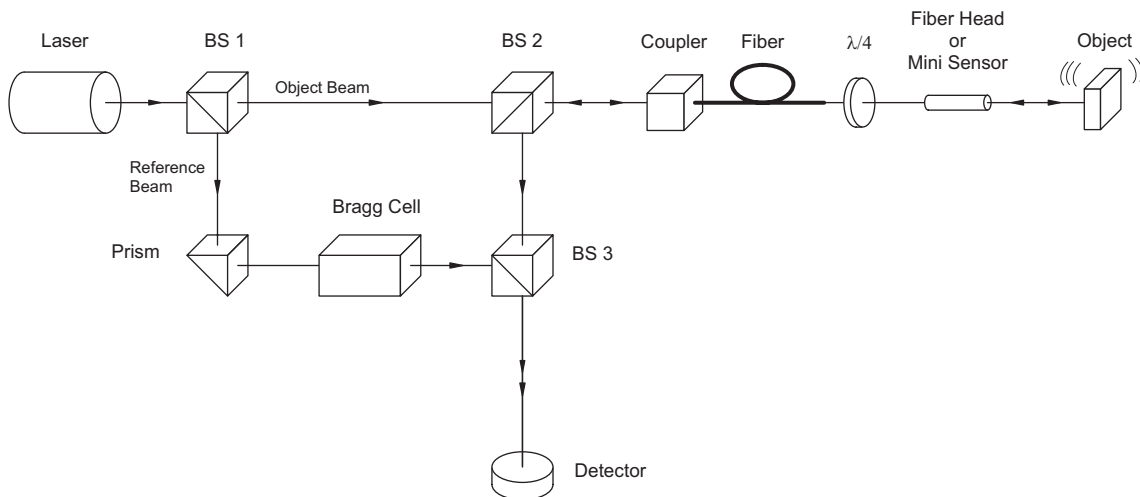 Laser
BS 1
BS 2
Coupler
Fiber
λ/4
Fiber Head
or
Mini Sensor
Object
Object Beam
Reference
Beam
Bragg Cell
Prism
BS 3
Detector